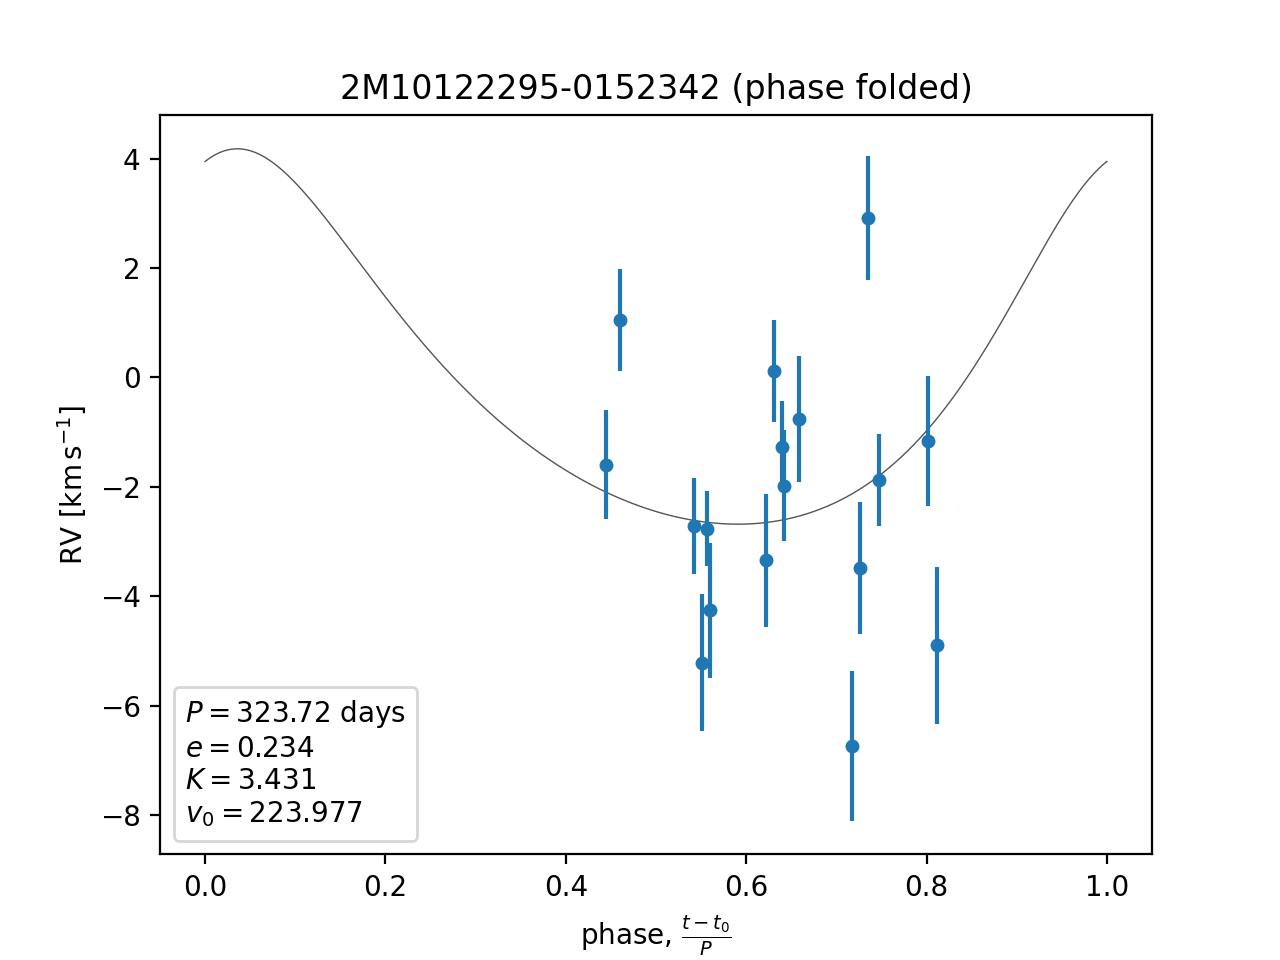 2M10122295-0152342 (phase folded)
RV [km s⁻¹]
4
2
0
−2
−4
−6
−8
P = 323.72 days
e = 0.234
K = 3.431
v₀ = 223.977
0.0 0.2 0.4 0.6 0.8 1.0
phase, (t − t₀)/P